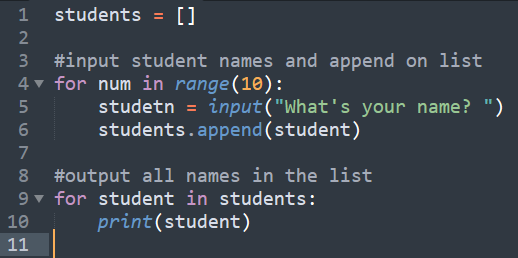 1 students = []
2
3 #input student names and append on list
4 for num in range(10):
5     studetn = input("What's your name? ")
6     students.append(student)
7
8 #output all names in the list
9 for student in students:
10     print(student)
11